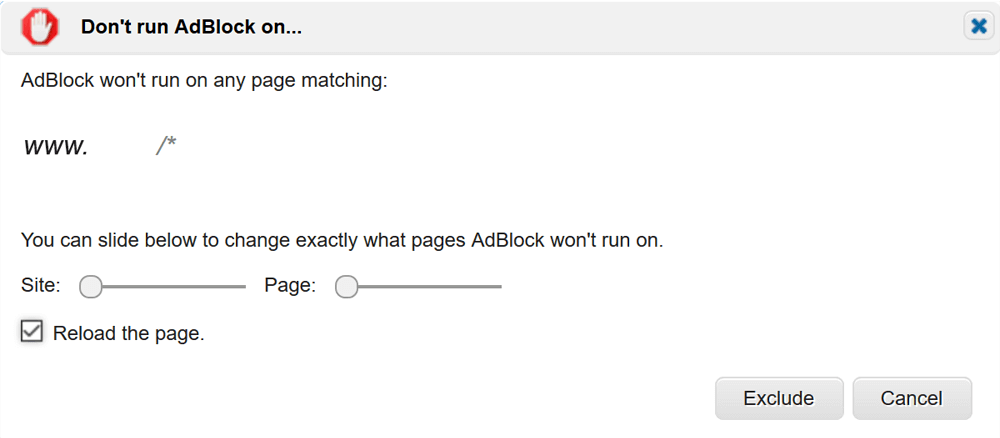 Don't run AdBlock on...
AdBlock won't run on any page matching:
www. /*
You can slide below to change exactly what pages AdBlock won't run on.
Site: Page:
Reload the page.
Exclude Cancel